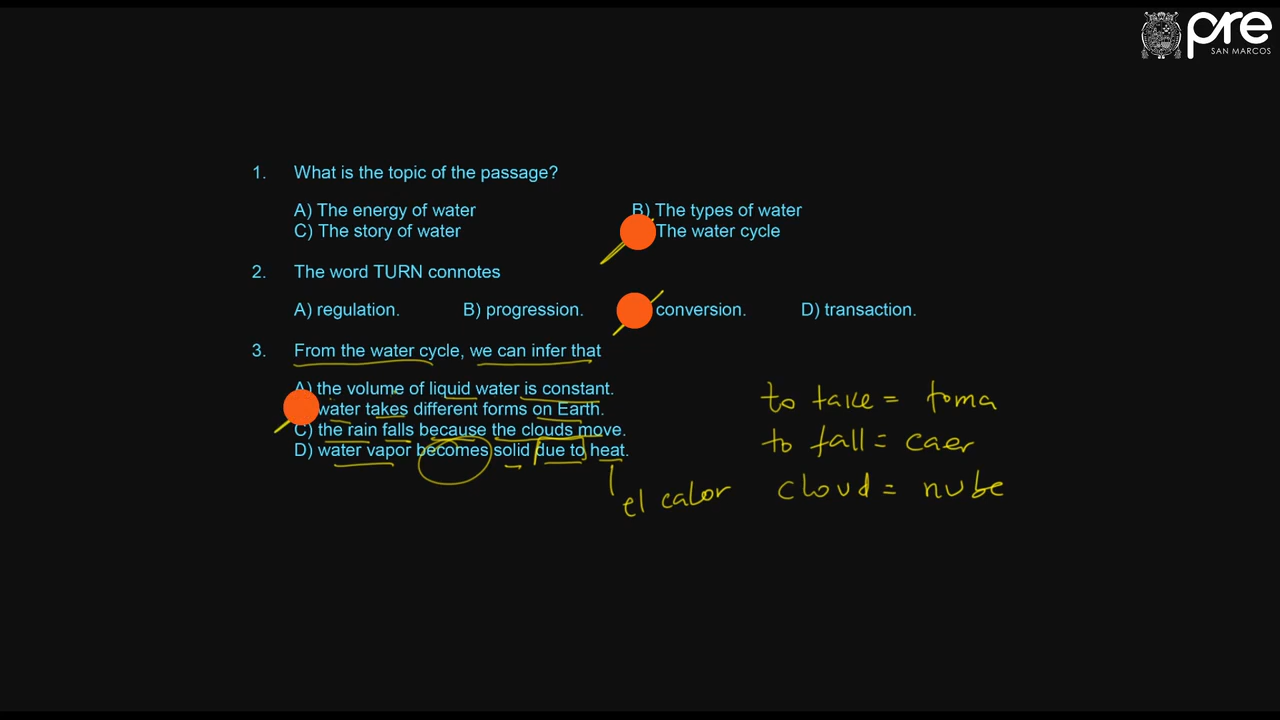 pre
SAN MARCOS
1. What is the topic of the passage?
A) The energy of water B) The types of water
C) The story of water The water cycle
2. The word TURN connotes
A) regulation. B) progression. conversion. D) transaction.
3. From the water cycle, we can infer that
A) the volume of liquid water is constant.
water takes different forms on Earth.
C) the rain falls because the clouds move.
D) water vapor becomes solid due to heat.
el calor
to take = toma
to fall = caer
cloud = nube